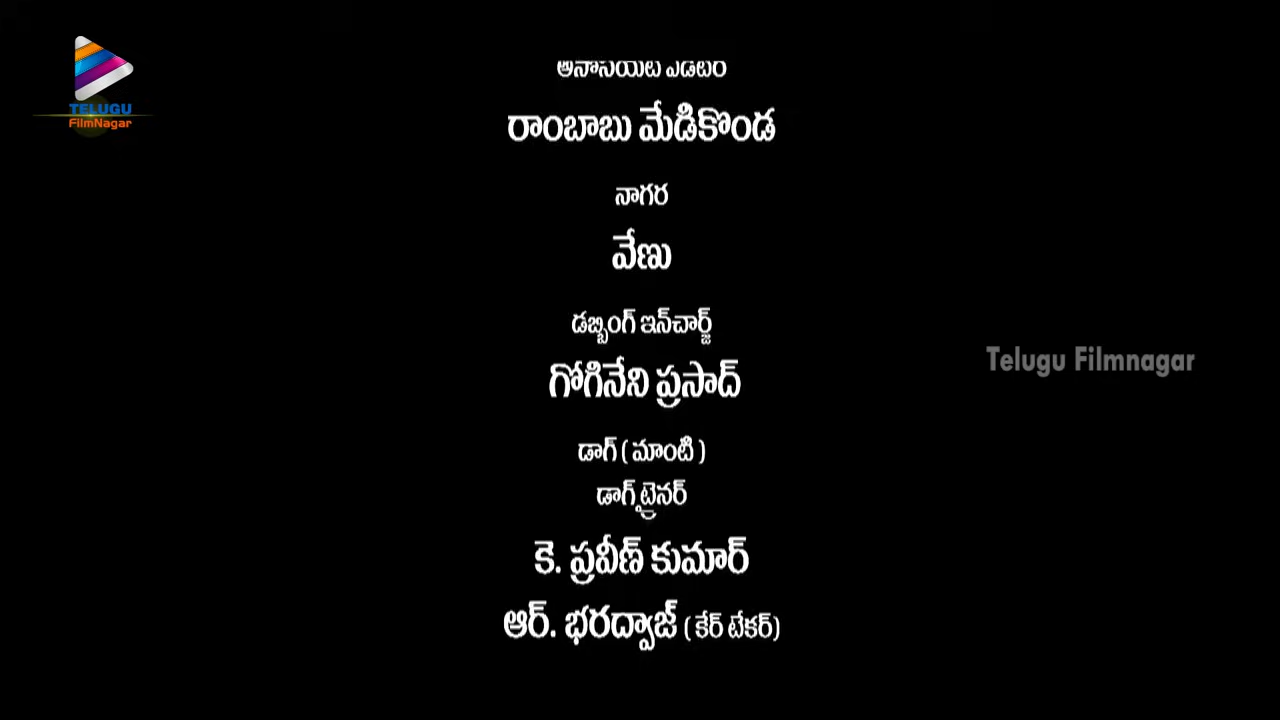 TELUGU
FilmNagar
రాంబాబు మేడికొండ
నాగర
వేణు
డబ్బింగ్ ఇన్‌చార్జ్
గోగినేని ప్రసాద్
Telugu Filmnagar
డాగ్ ( మాంటి )
డాగ్ ట్రైనర్
కె. ప్రవీణ్ కుమార్
ఆర్. భరద్వాజ్ ( కేర్ టేకర్)